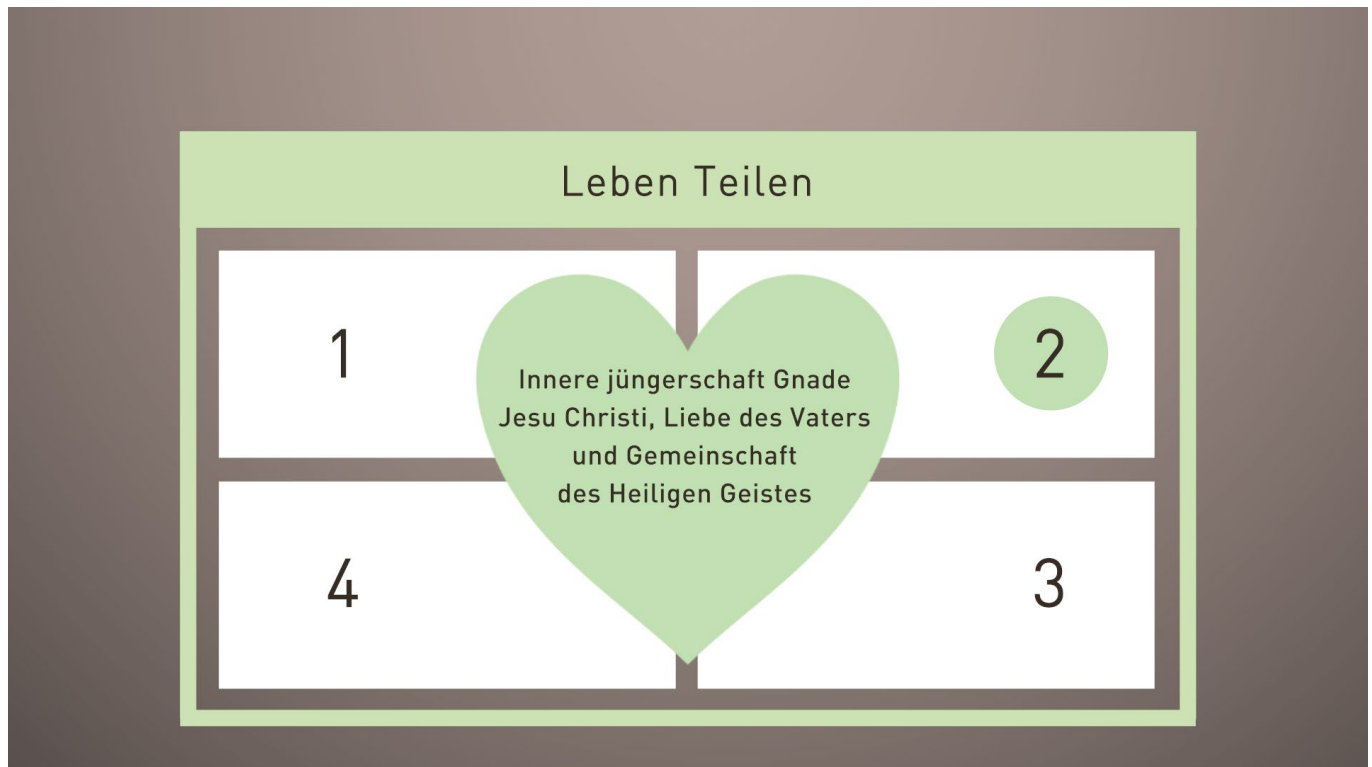 Leben Teilen
1
2
Innere jüngerschaft Gnade
Jesu Christi, Liebe des Vaters
und Gemeinschaft
des Heiligen Geistes
4
3